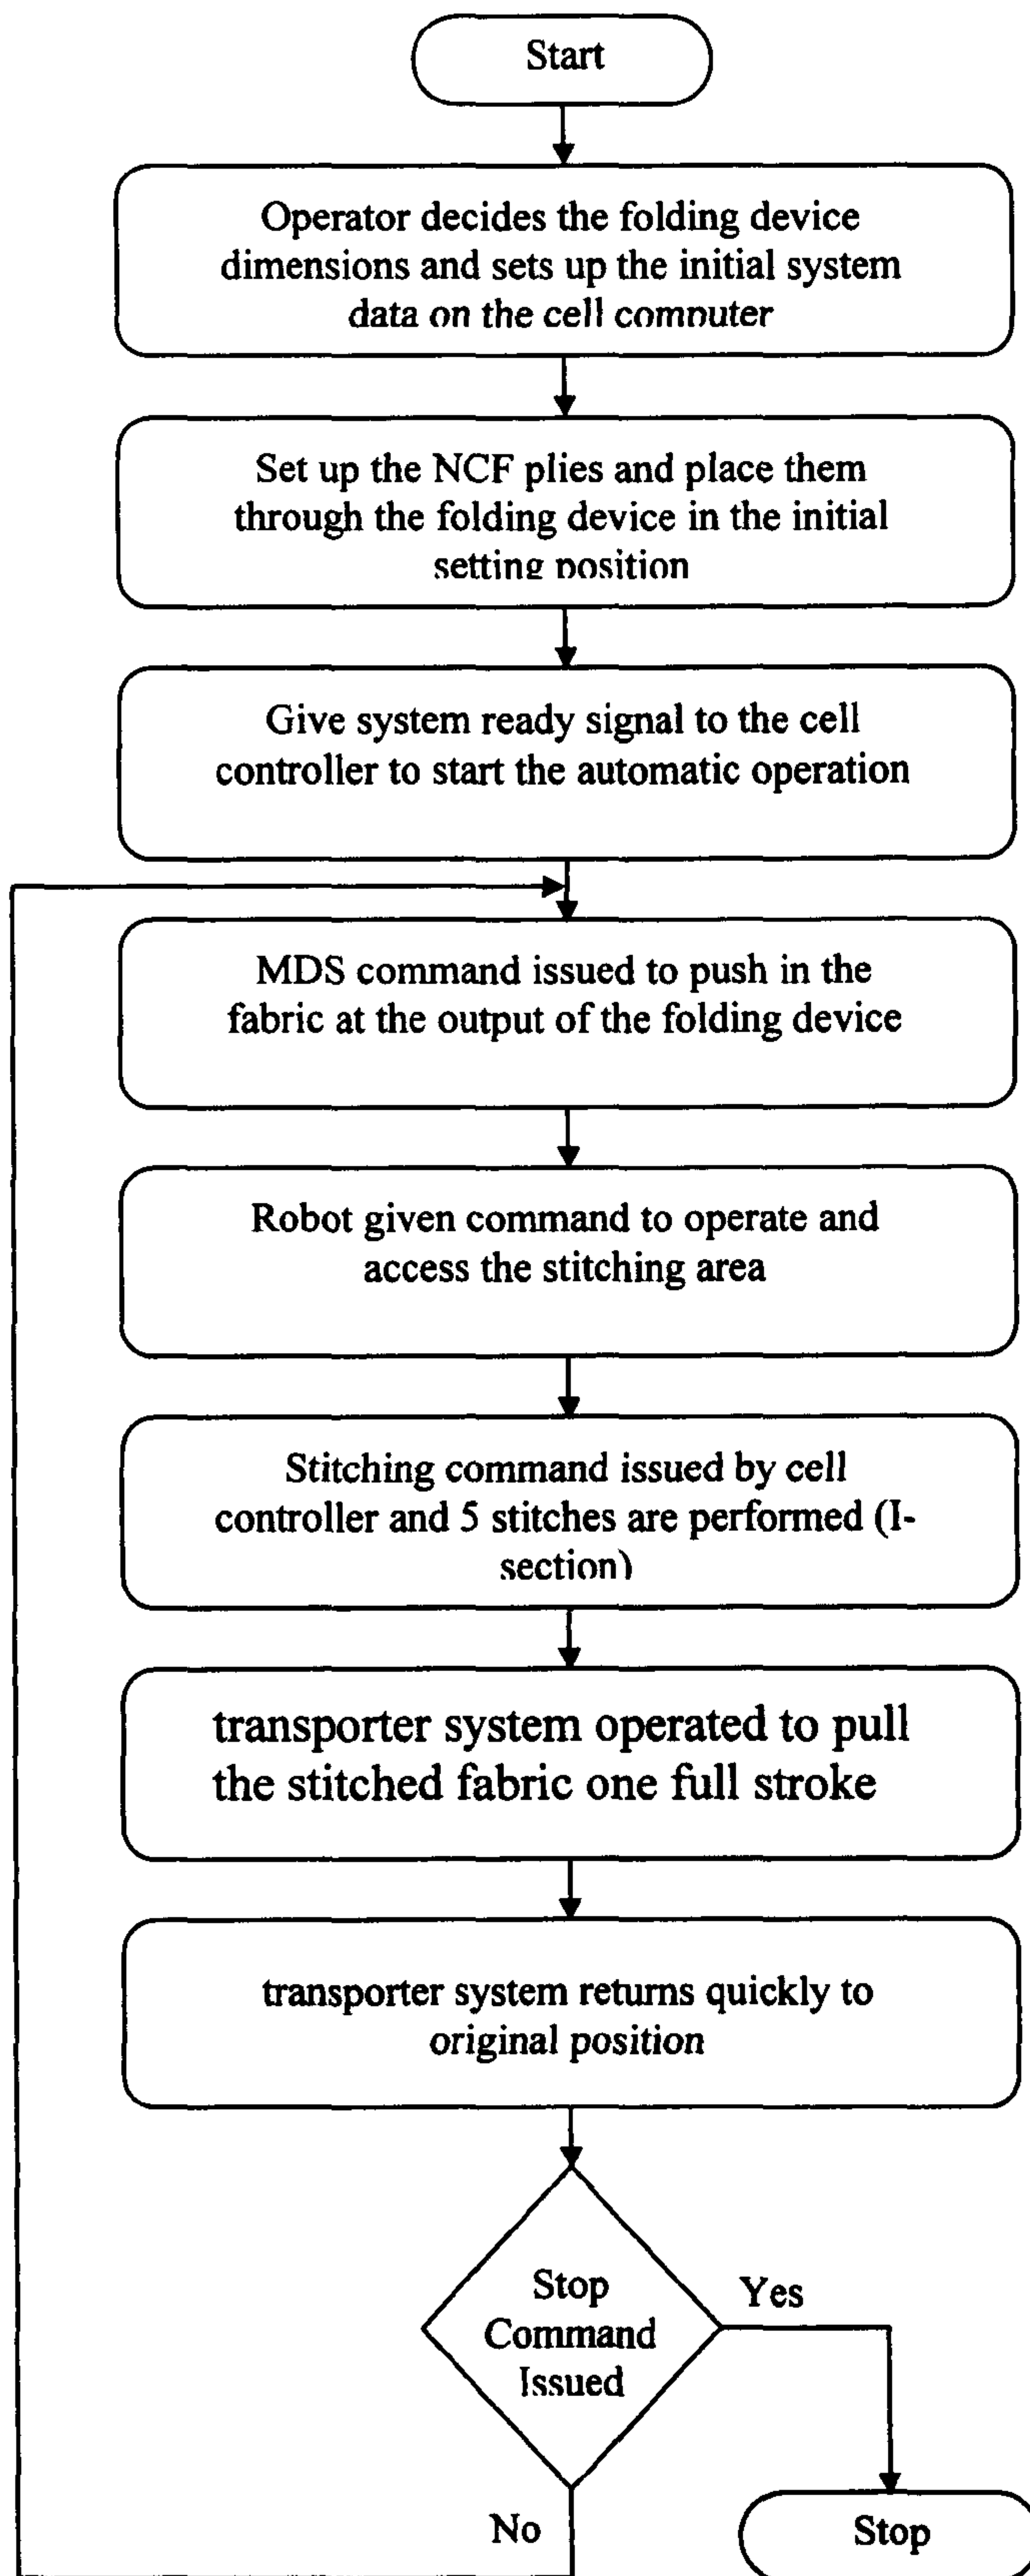 Start
Operator decides the folding device
dimensions and sets up the initial system
data on the cell computer
Set up the NCF plies and place them
through the folding device in the initial
setting position
Give system ready signal to the cell
controller to start the automatic operation
MDS command issued to push in the
fabric at the output of the folding device
Robot given command to operate and
access the stitching area
Stitching command issued by cell
controller and 5 stitches are performed (I-
section)
transporter system operated to pull
the stitched fabric one full stroke
transporter system returns quickly to
original position
Stop
Command
Issued
Yes
No
Stop